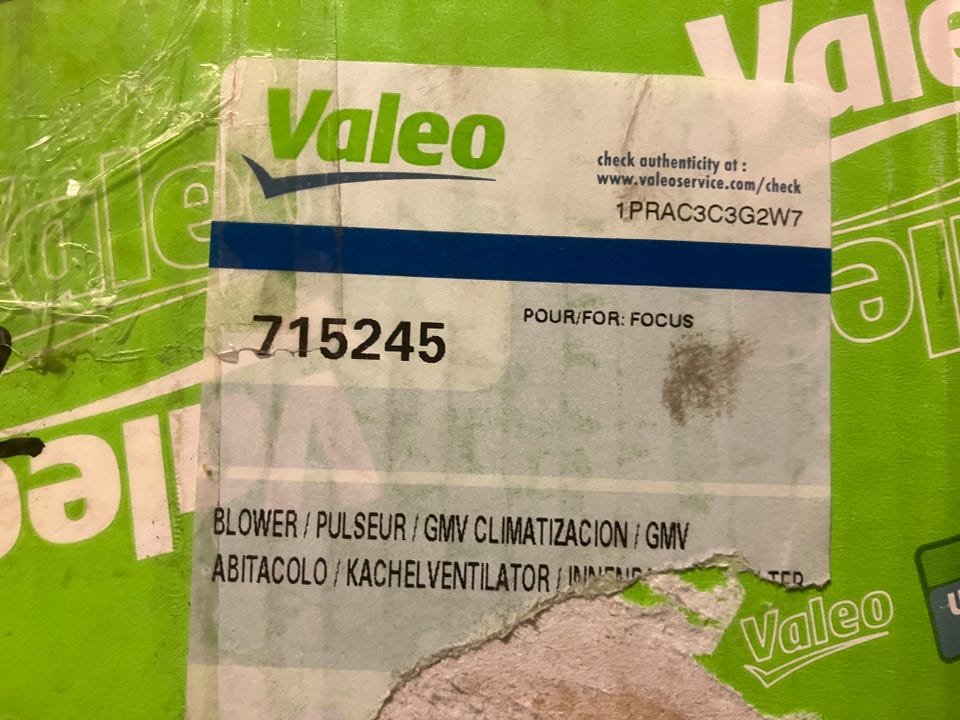 Valeo
Valeo
check authenticity at :
www.valeoservice.com/check
1PRAC3C3G2W7
715245
POUR/FOR: FOCUS
BLOWER / PULSEUR / GMV CLIMATIZACION / GMV
ABITACOLO / KACHELVENTILATOR /
Valeo